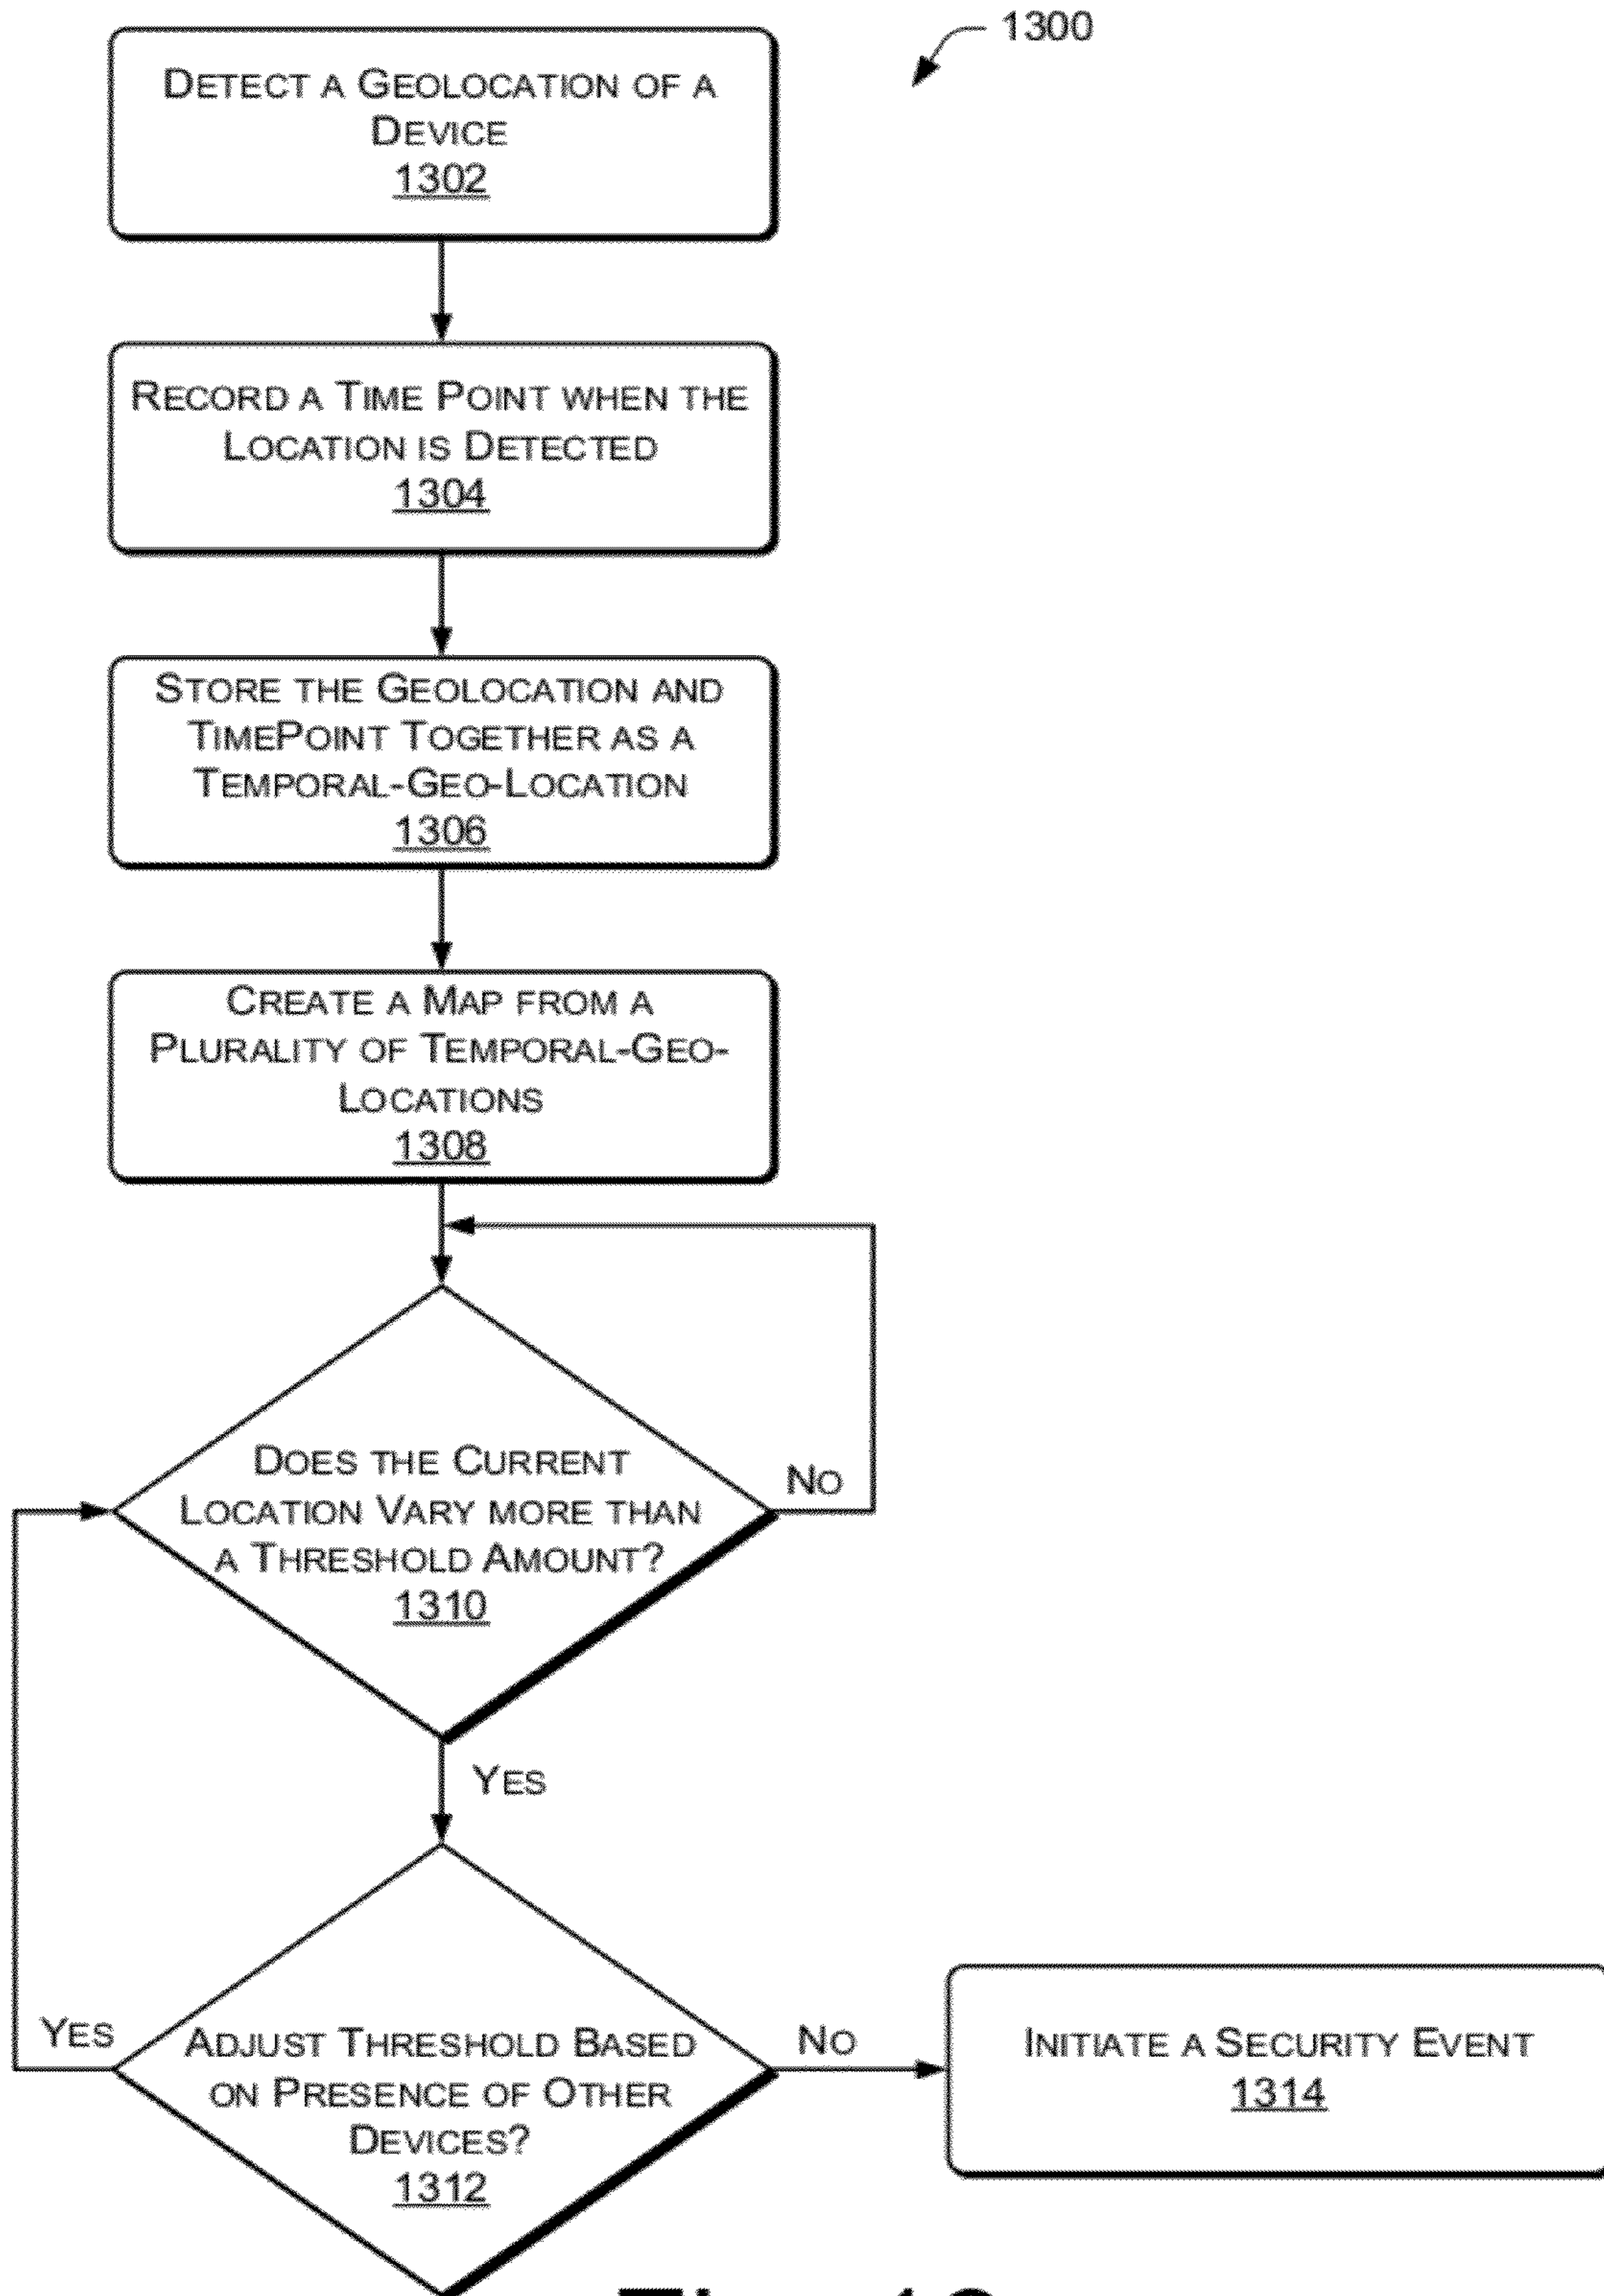 1300
DETECT A GEOLOCATION OF A
DEVICE
1302
RECORD A TIME POINT WHEN THE
LOCATION IS DETECTED
1304
STORE THE GEOLOCATION AND
TIMEPOINT TOGETHER AS A
TEMPORAL-GEO-LOCATION
1306
CREATE A MAP FROM A
PLURALITY OF TEMPORAL-GEO-
LOCATIONS
1308
DOES THE CURRENT
LOCATION VARY MORE THAN
A THRESHOLD AMOUNT?
1310
NO
YES
ADJUST THRESHOLD BASED
ON PRESENCE OF OTHER
DEVICES?
1312
YES
NO
INITIATE A SECURITY EVENT
1314